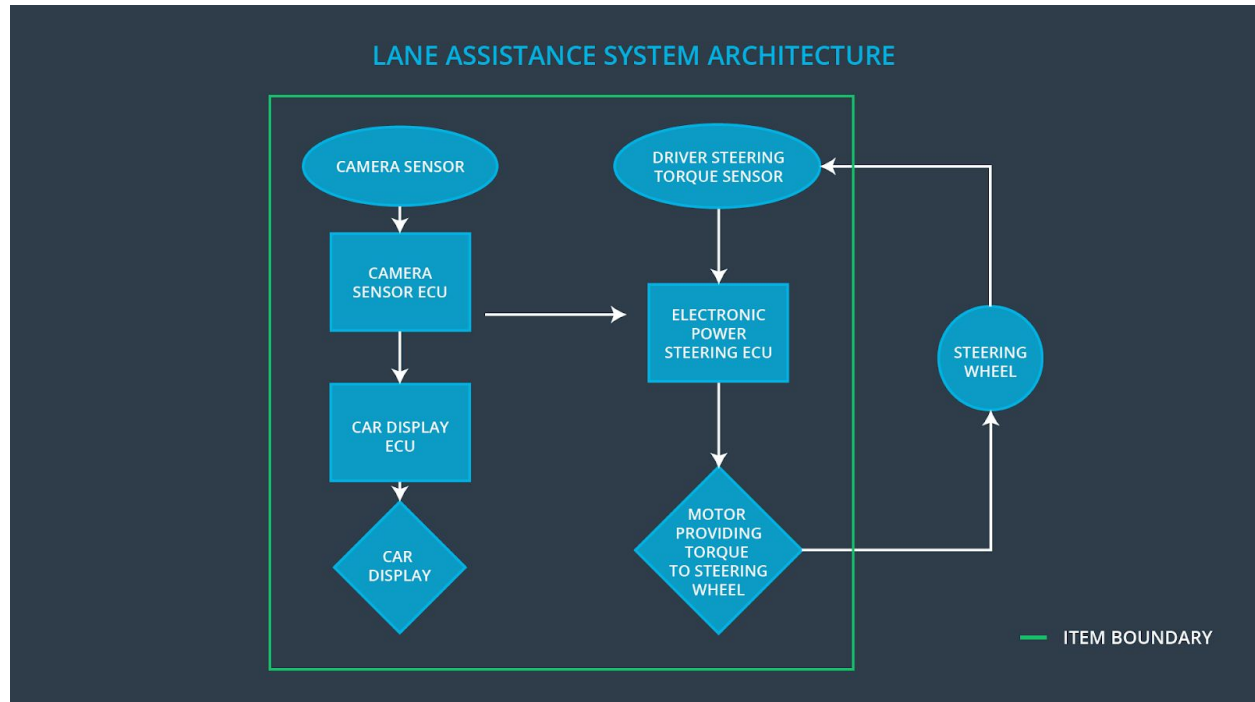 LANE ASSISTANCE SYSTEM ARCHITECTURE
CAMERA SENSOR
CAMERA
SENSOR ECU
CAR DISPLAY
ECU
CAR
DISPLAY
DRIVER STEERING
TORQUE SENSOR
ELECTRONIC
POWER
STEERING ECU
MOTOR
PROVIDING
TORQUE
TO STEERING
WHEEL
STEERING
WHEEL
ITEM BOUNDARY